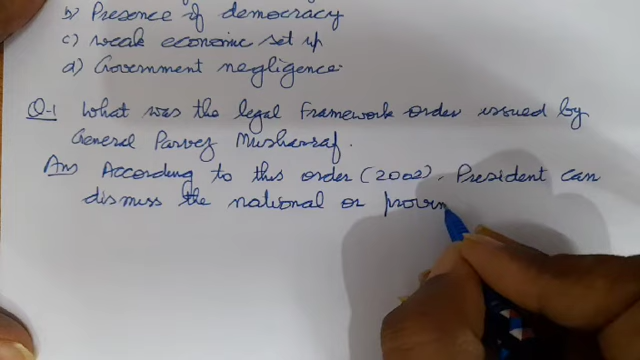 b) Presence of democracy
c) weak economic set up
d) Government negligence.
Q-1 What was the legal Framework order issued by
General Parvez Musharraf.
Ans According to this order (2002). President can
dismiss the national or provin